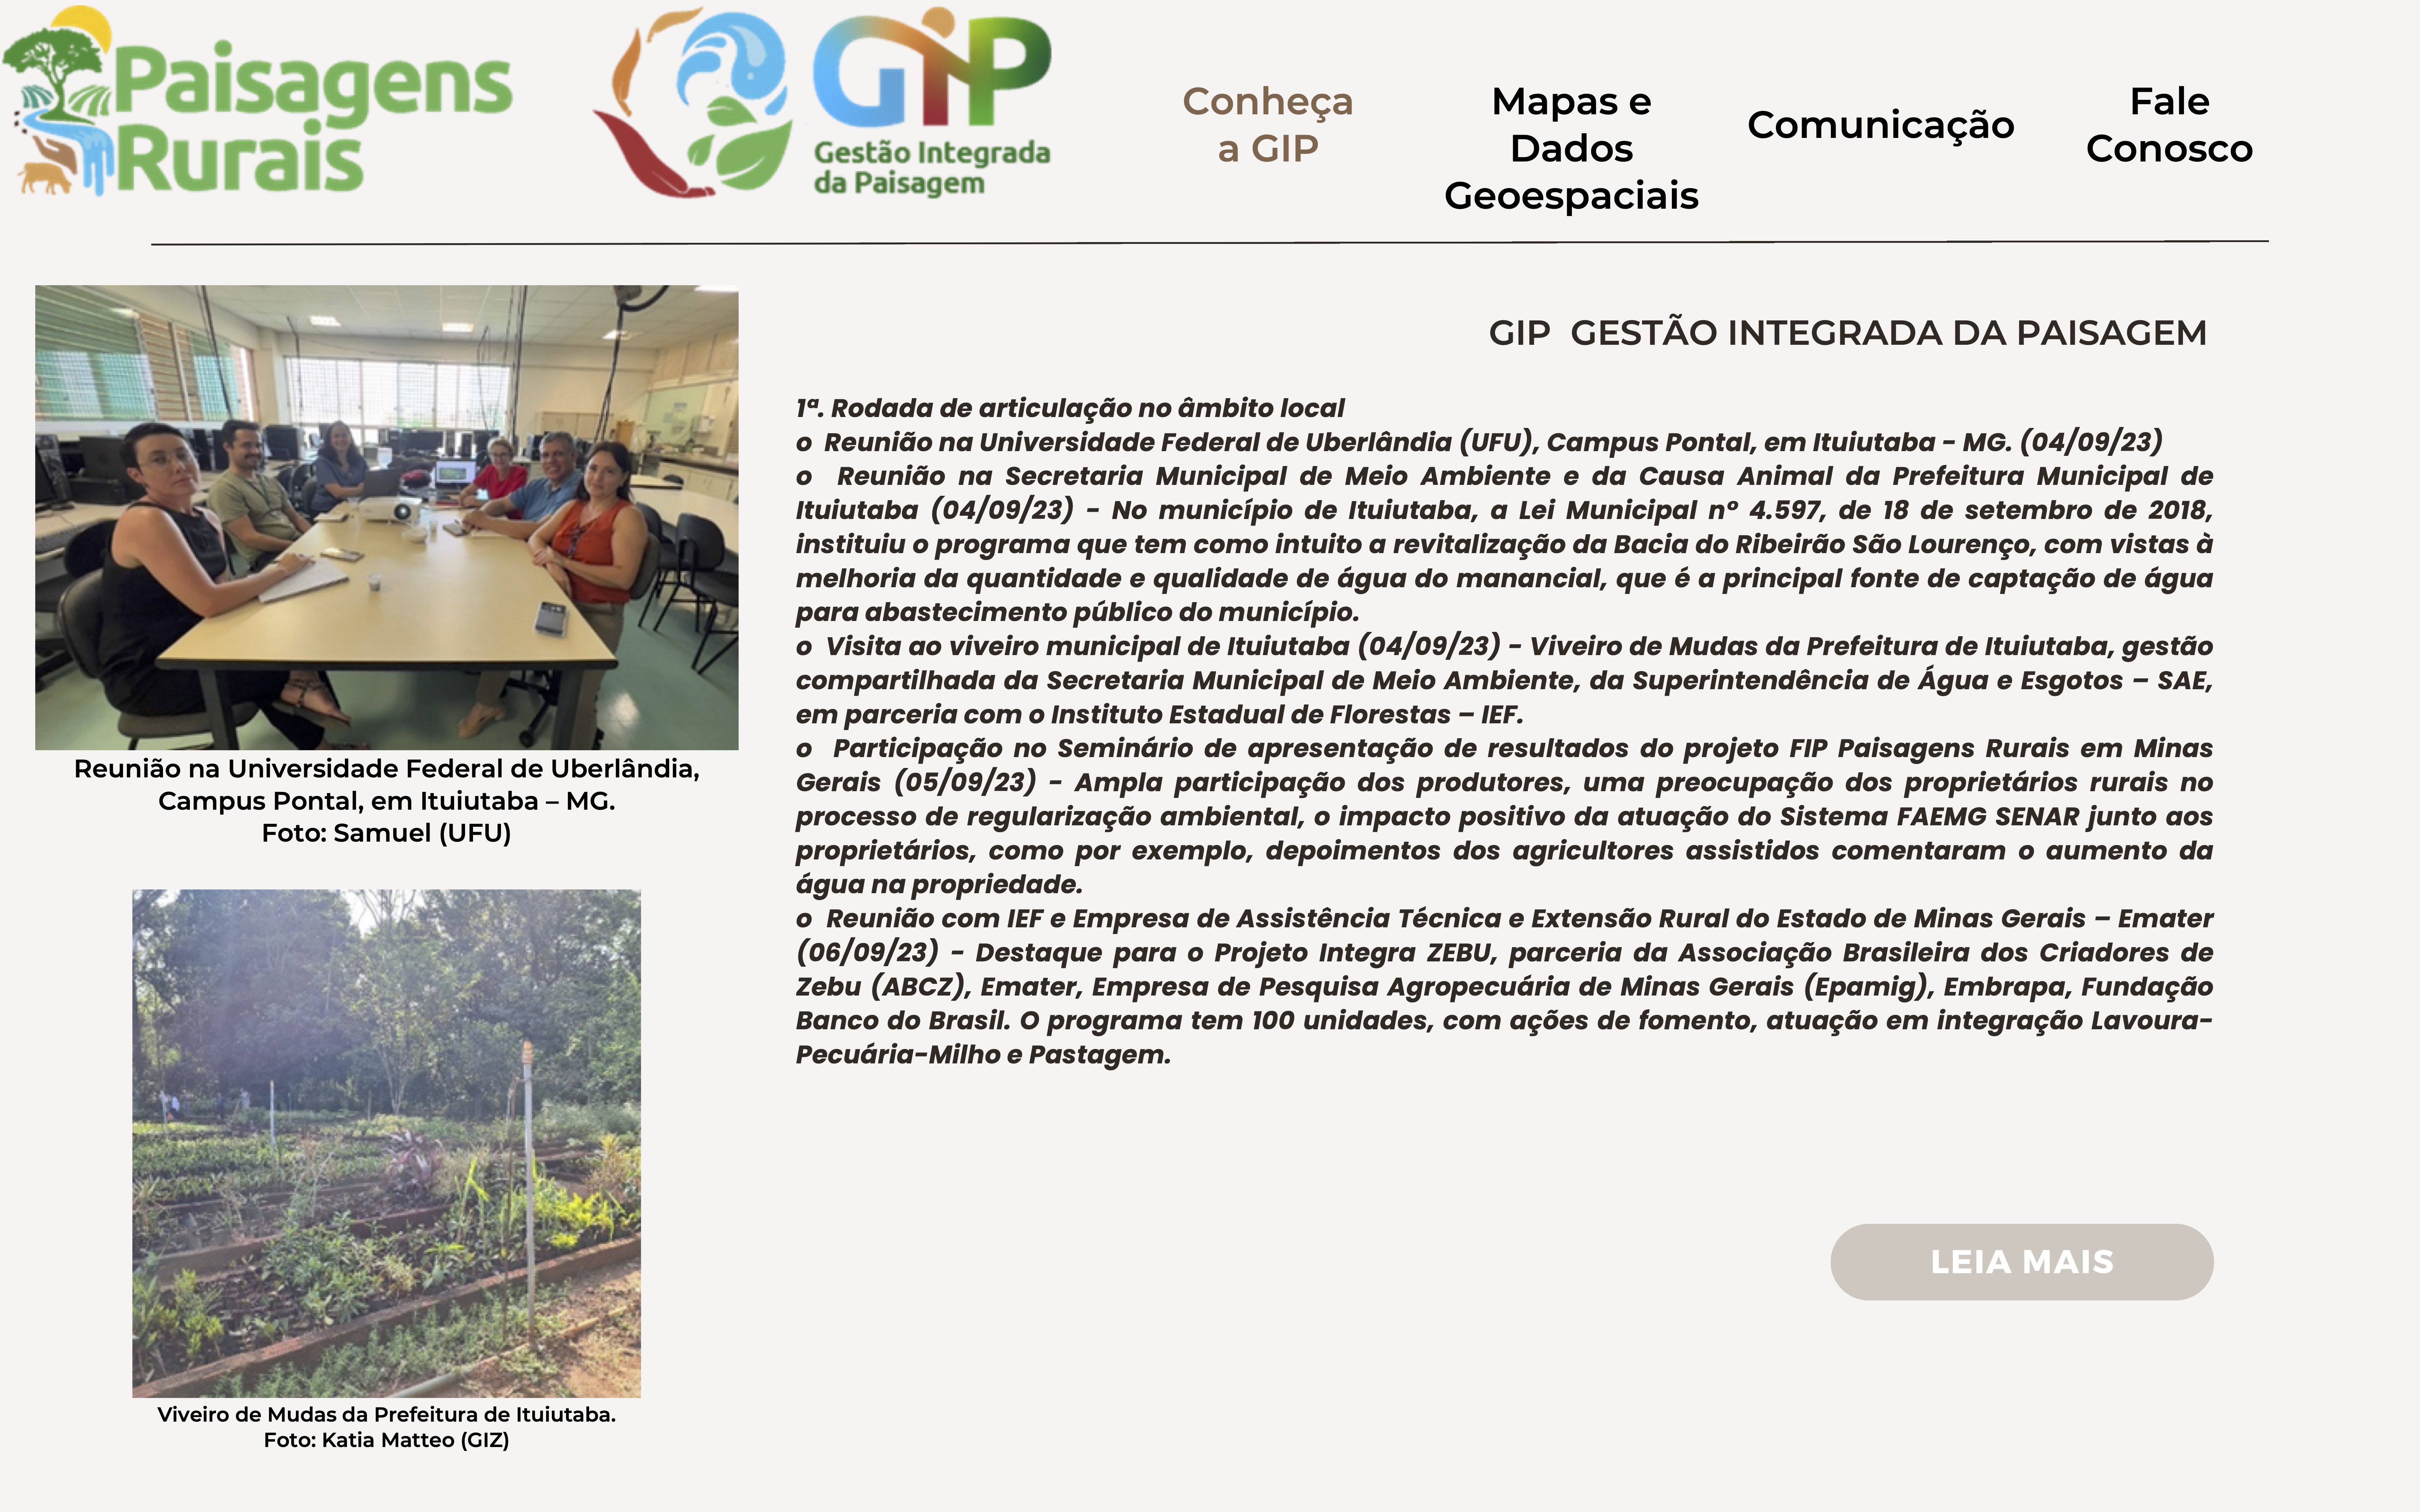 Paisagens
Rurais
GIP
Gestão Integrada
da Paisagem
Conheça
a GIP
Mapas e
Dados
Geoespaciais
Comunicação
Fale
Conosco
GIP  GESTÃO INTEGRADA DA PAISAGEM
1ª. Rodada de articulação no âmbito local
o  Reunião na Universidade Federal de Uberlândia (UFU), Campus Pontal, em Ituiutaba - MG. (04/09/23)
o  Reunião na Secretaria Municipal de Meio Ambiente e da Causa Animal da Prefeitura Municipal de
Ituiutaba (04/09/23) - No município de Ituiutaba, a Lei Municipal nº 4.597, de 18 de setembro de 2018,
instituiu o programa que tem como intuito a revitalização da Bacia do Ribeirão São Lourenço, com vistas à
melhoria da quantidade e qualidade de água do manancial, que é a principal fonte de captação de água
para abastecimento público do município.
o  Visita ao viveiro municipal de Ituiutaba (04/09/23) - Viveiro de Mudas da Prefeitura de Ituiutaba, gestão
compartilhada da Secretaria Municipal de Meio Ambiente, da Superintendência de Água e Esgotos – SAE,
em parceria com o Instituto Estadual de Florestas – IEF.
o  Participação no Seminário de apresentação de resultados do projeto FIP Paisagens Rurais em Minas
Gerais (05/09/23) - Ampla participação dos produtores, uma preocupação dos proprietários rurais no
processo de regularização ambiental, o impacto positivo da atuação do Sistema FAEMG SENAR junto aos
proprietários, como por exemplo, depoimentos dos agricultores assistidos comentaram o aumento da
água na propriedade.
o  Reunião com IEF e Empresa de Assistência Técnica e Extensão Rural do Estado de Minas Gerais – Emater
(06/09/23) - Destaque para o Projeto Integra ZEBU, parceria da Associação Brasileira dos Criadores de
Zebu (ABCZ), Emater, Empresa de Pesquisa Agropecuária de Minas Gerais (Epamig), Embrapa, Fundação
Banco do Brasil. O programa tem 100 unidades, com ações de fomento, atuação em integração Lavoura-
Pecuária-Milho e Pastagem.
Reunião na Universidade Federal de Uberlândia,
Campus Pontal, em Ituiutaba – MG.
Foto: Samuel (UFU)
Viveiro de Mudas da Prefeitura de Ituiutaba.
Foto: Katia Matteo (GIZ)
LEIA MAIS